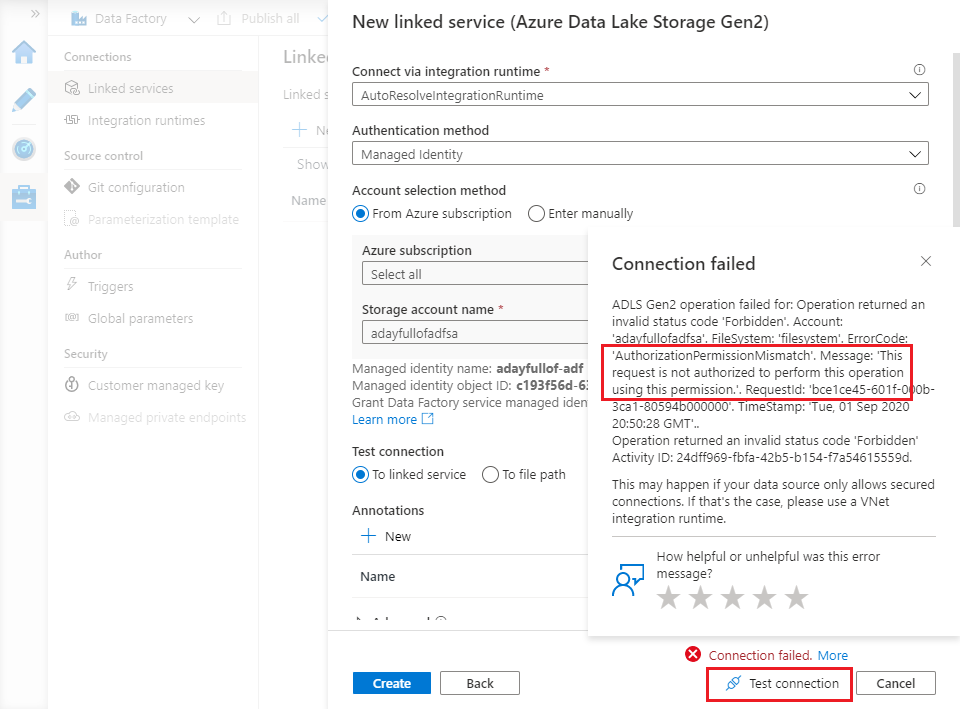 Data Factory
Publish all
Connections
Linked services
Integration runtimes
Source control
Git configuration
Parameterization template
Author
Triggers
Global parameters
Security
Customer managed key
Managed private endpoints
Linke
Linked s
Ne
Show
Name
New linked service (Azure Data Lake Storage Gen2)
Connect via integration runtime *
AutoResolveIntegrationRuntime
Authentication method
Managed Identity
Account selection method
From Azure subscription Enter manually
Azure subscription
Select all
Storage account name *
adayfullofadfsa
Managed identity name: adayfullof-adf
Managed identity object ID: c193f56d-63
Grant Data Factory service managed iden
Learn more
Test connection
To linked service To file path
Annotations
New
Name
Connection failed
ADLS Gen2 operation failed for: Operation returned an
invalid status code 'Forbidden'. Account:
'adayfullofadfsa'. FileSystem: 'filesystem'. ErrorCode:
'AuthorizationPermissionMismatch'. Message: 'This
request is not authorized to perform this operation
using this permission.'. RequestId: 'bce1ce45-601f-000b-
3ca1-80594b000000'. TimeStamp: 'Tue, 01 Sep 2020
20:50:28 GMT'..
Operation returned an invalid status code 'Forbidden'
Activity ID: 24dff969-fbfa-42b5-b154-f7a54615559d.
This may happen if your data source only allows secured
connections. If that's the case, please use a VNet
integration runtime.
How helpful or unhelpful was this error
message?
Connection failed. More
Create
Back
Test connection
Cancel